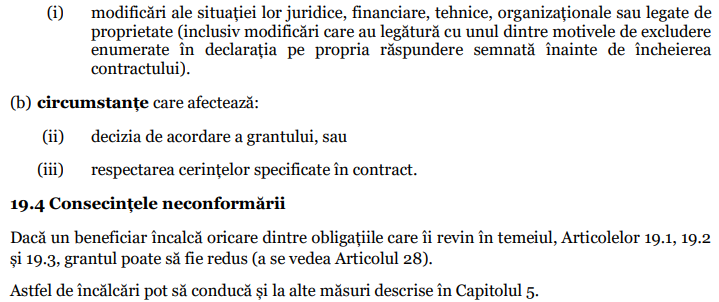 (i) modificări ale situației lor juridice, financiare, tehnice, organizaționale sau legate de
proprietate (inclusiv modificări care au legătură cu unul dintre motivele de excludere
enumerate în declarația pe propria răspundere semnată înainte de încheierea
contractului).
(b) circumstanțe care afectează:
(ii) decizia de acordare a grantului, sau
(iii) respectarea cerințelor specificate în contract.
19.4 Consecințele neconformării
Dacă un beneficiar încalcă oricare dintre obligațiile care îi revin în temeiul, Articolelor 19.1, 19.2
și 19.3, grantul poate să fie redus (a se vedea Articolul 28).
Astfel de încălcări pot să conducă și la alte măsuri descrise în Capitolul 5.